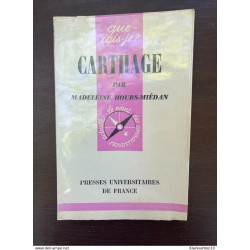 que
sais-je?
CARTHAGE
PAR
MADELEINE HOURS-MIÉDAN
PRESSES UNIVERSITAIRES
DE FRANCE